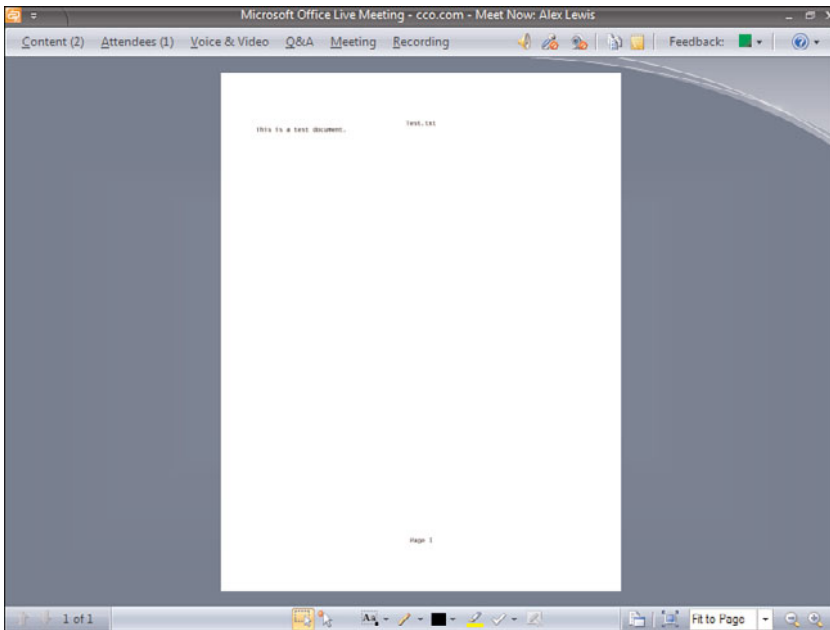 Microsoft Office Live Meeting - cco.com - Meet Now: Alex Lewis
Content (2) Attendees (1) Voice & Video Q&A Meeting Recording Feedback:
Test.txt
This is a test document.
Page 1
1 of 1 Aa Fit to Page